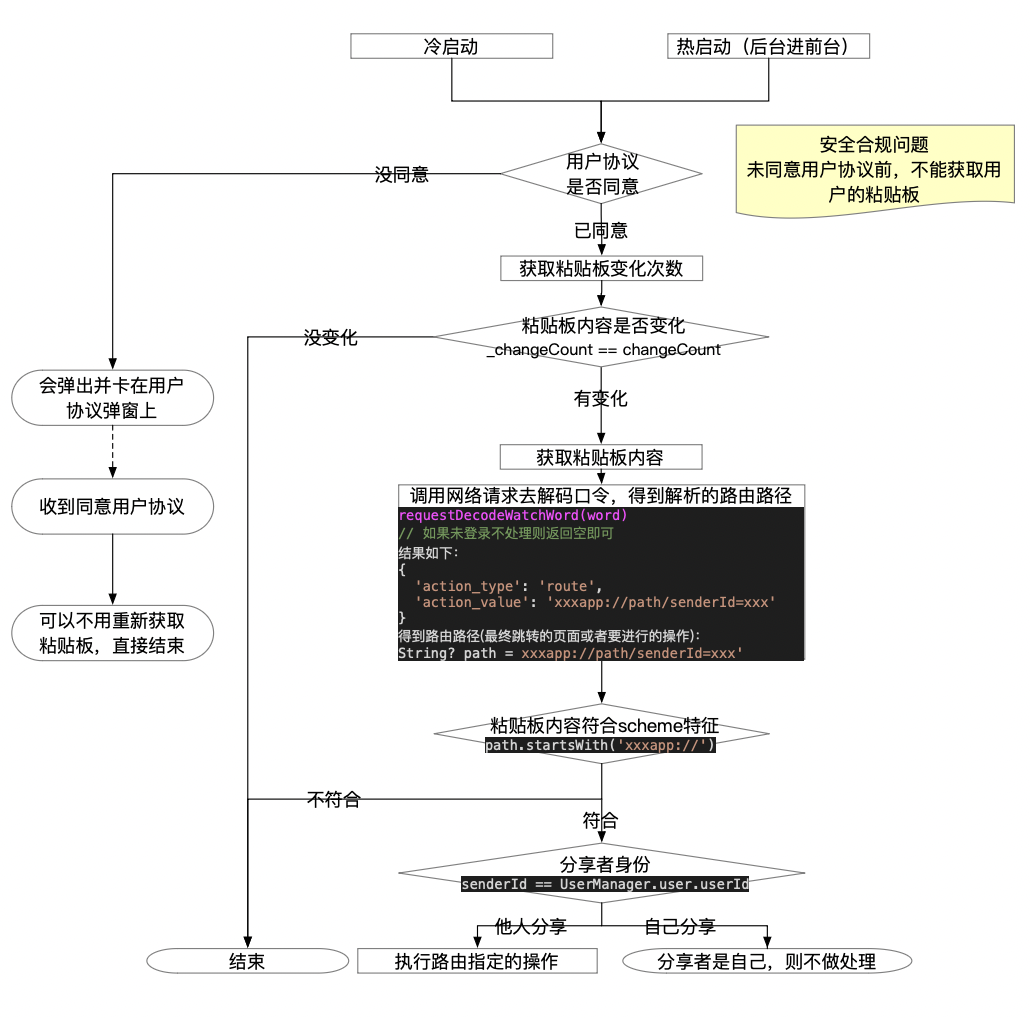 冷启动
热启动（后台进前台）
安全合规问题
未同意用户协议前，不能获取用
户的粘贴板
用户协议
是否同意
没同意
已同意
获取粘贴板变化次数
粘贴板内容是否变化
_changeCount == changeCount
没变化
有变化
会弹出并卡在用户
协议弹窗上
收到同意用户协议
可以不用重新获取
粘贴板，直接结束
获取粘贴板内容
调用网络请求去解码口令，得到解析的路由路径
requestDecodeWatchWord(word)
// 如果未登录不处理则返回空即可
结果如下：
{
'action_type': 'route',
'action_value': 'xxxapp://path/senderId=xxx'
}
得到路由路径(最终跳转的页面或者要进行的操作)：
String? path = xxxapp://path/senderId=xxx'
粘贴板内容符合scheme特征
path.startsWith('xxxapp://')
不符合
符合
分享者身份
senderId == UserManager.user.userId
他人分享
自己分享
结束
执行路由指定的操作
分享者是自己，则不做处理